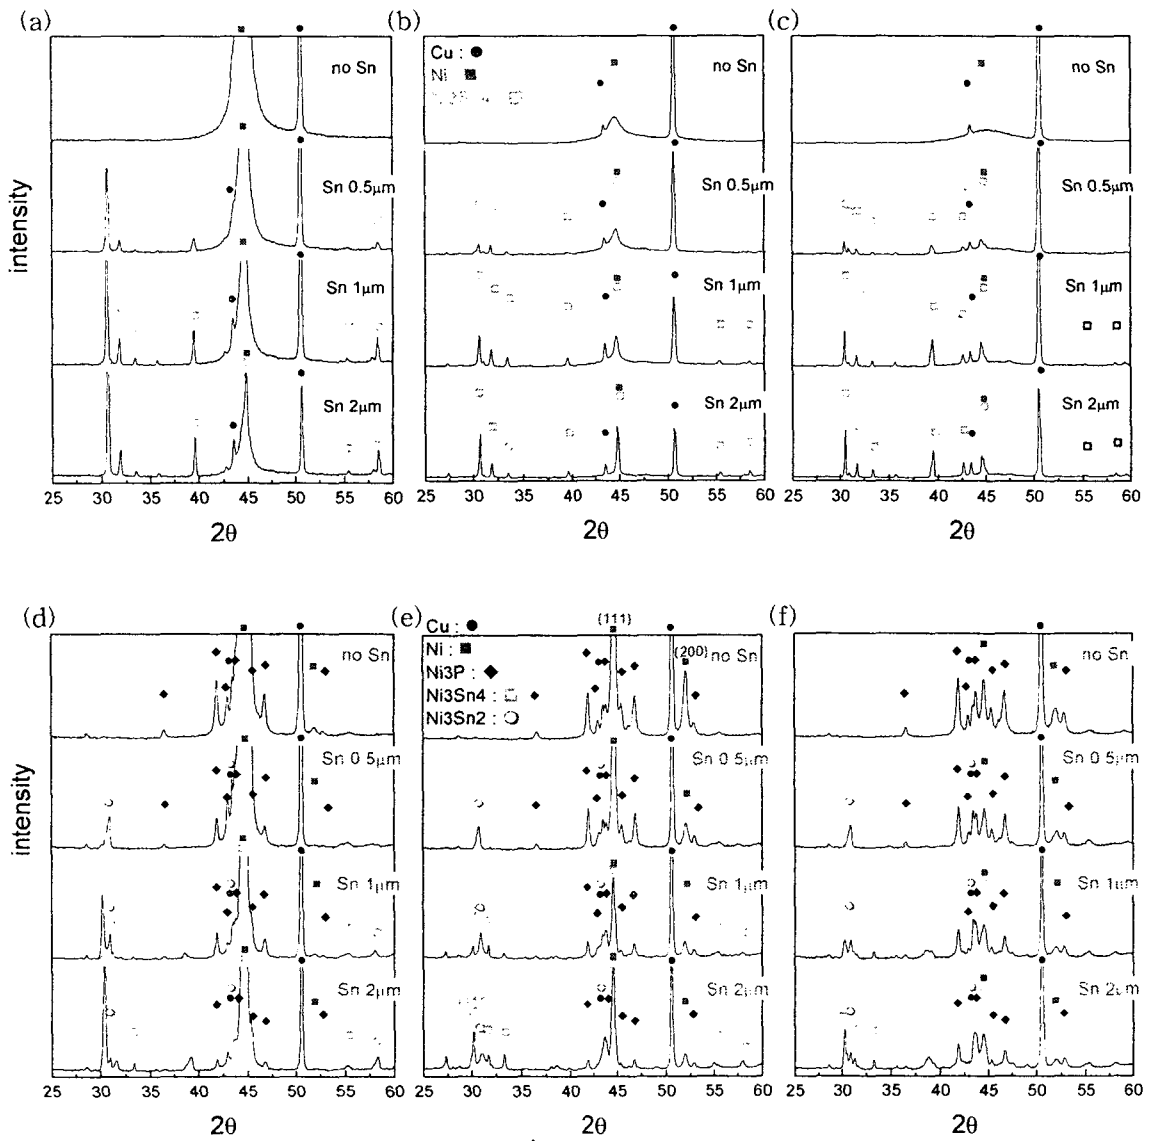 (a)
(b)
(c)
no Sn
Sn 0.5μm
Sn 1μm
Sn 2μm
intensity
25 30 35 40 45 50 55 60
2θ
Cu :
Ni
no Sn
Sn 0.5μm
Sn 1μm
Sn 2μm
25 30 35 40 45 50 55 60
2θ
no Sn
Sn 0.5μm
Sn 1μm
Sn 2μm
25 30 35 40 45 50 55 60
2θ
(d)
(e)
(f)
no Sn
Sn 0.5μm
Sn 1μm
Sn 2μm
intensity
25 30 35 40 45 50 55 60
2θ
Cu :
Ni :
Ni3P :
Ni3Sn4 :
Ni3Sn2 :
(111)
(200)
no Sn
Sn 0.5μm
Sn 1μm
Sn 2μm
25 30 35 40 45 50 55 60
2θ
no Sn
Sn 0.5μm
Sn 1μm
Sn 2μm
25 30 35 40 45 50 55 60
2θ